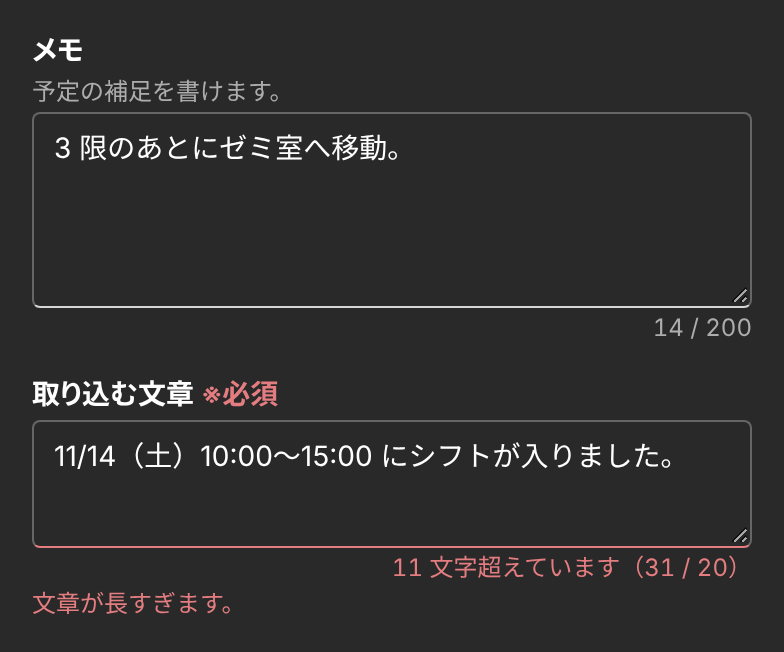 メモ
予定の補足を書けます。
3 限のあとにゼミ室へ移動。
14 / 200
取り込む文章 ※必須
11/14（土）10:00〜15:00 にシフトが入りました。
11 文字超えています（31 / 20）
文章が長すぎます。